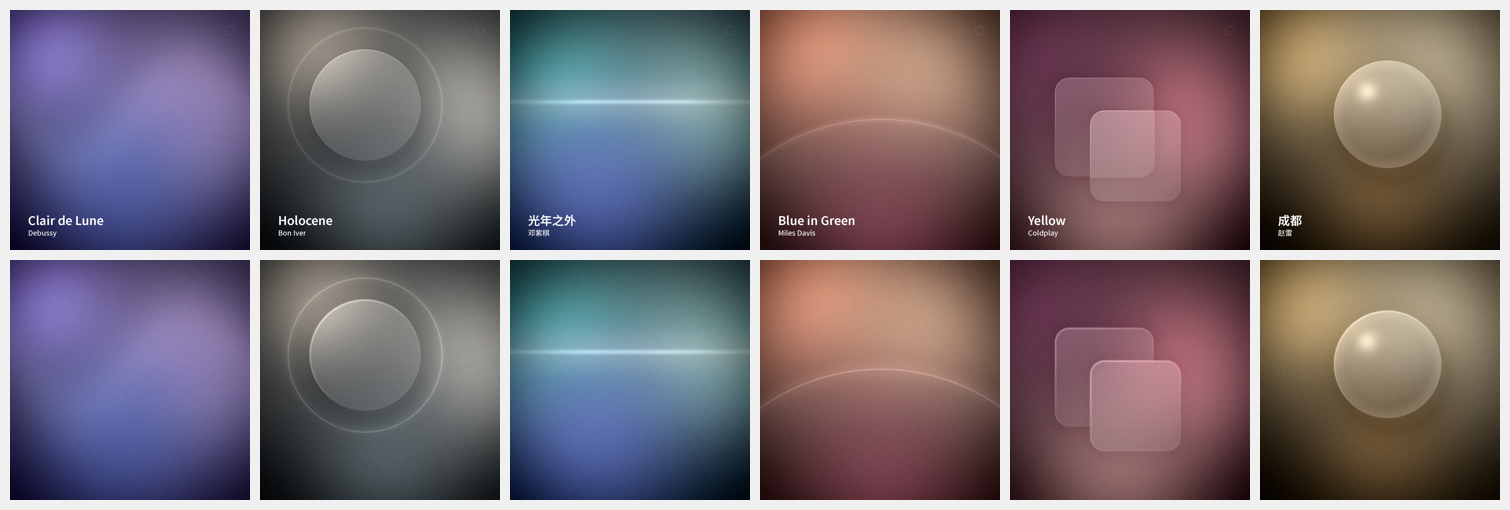 Clair de Lune
Debussy
Holocene
Bon Iver
光年之外
邓紫棋
Blue in Green
Miles Davis
Yellow
Coldplay
成都
赵雷